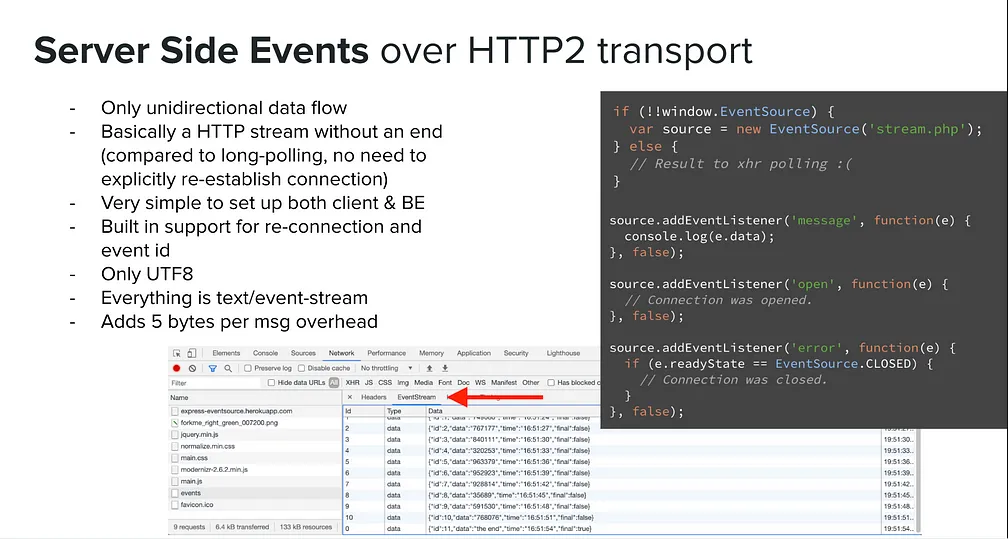 Server Side Events over HTTP2 transport
- Only unidirectional data flow
- Basically a HTTP stream without an end
(compared to long-polling, no need to
explicitly re-establish connection)
- Very simple to set up both client & BE
- Built in support for re-connection and
event id
- Only UTF8
- Everything is text/event-stream
- Adds 5 bytes per msg overhead
if (!!window.EventSource) {
var source = new EventSource('stream.php');
} else {
// Result to xhr polling :(
}
source.addEventListener('message', function(e) {
console.log(e.data);
}, false);
source.addEventListener('open', function(e) {
// Connection was opened.
}, false);
source.addEventListener('error', function(e) {
if (e.readyState == EventSource.CLOSED) {
// Connection was closed.
}
}, false);
Elements Console Sources Network Performance Memory Application Security Lighthouse
Preserve log Disable cache No throttling
Filter Hide data URLs All XHR JS CSS Img Media Font Doc WS Manifest Other Has blocked c
Name
express-eventsource.herokuapp.com
forkme_right_green_007200.png
jquery.min.js
normalize.min.css
main.css
modernizr-2.6.2.min.js
main.js
events
favicon.ico
9 requests 6.4 kB transferred 133 kB resources
× Headers EventStream
Id Type Data
2 data {"id":2,"data":"767177","time":"16:51:27","final":false}
3 data {"id":3,"data":"840111","time":"16:51:30","final":false} 19:51:30..
4 data {"id":4,"data":"320253","time":"16:51:33","final":false} 19:51:33..
5 data {"id":5,"data":"963379","time":"16:51:36","final":false} 19:51:36..
6 data {"id":6,"data":"952923","time":"16:51:39","final":false} 19:51:39..
7 data {"id":7,"data":"928814","time":"16:51:42","final":false} 19:51:42..
8 data {"id":8,"data":"35689","time":"16:51:45","final":false} 19:51:45..
9 data {"id":9,"data":"591530","time":"16:51:48","final":false} 19:51:48..
10 data {"id":10,"data":"768076","time":"16:51:51","final":false} 19:51:51..
0 data {"id":11,"data":"the end","time":"16:51:54","final":true} 19:51:54..